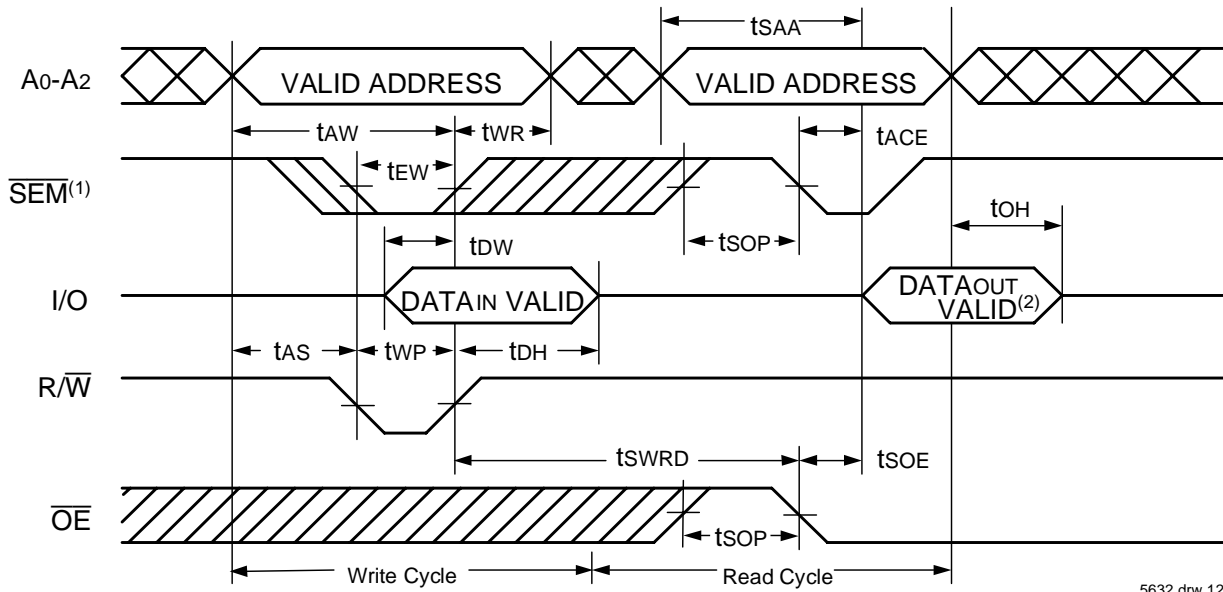 tSAA
A0-A2
VALID ADDRESS
VALID ADDRESS
tAW
tWR
tACE
tEW
SEM(1)
tSOP
tOH
tDW
I/O
DATAIN VALID
DATAOUT
VALID(2)
tAS
tWP
tDH
R/W
tSWRD
tSOE
OE
tSOP
Write Cycle
Read Cycle
5632 drw 12